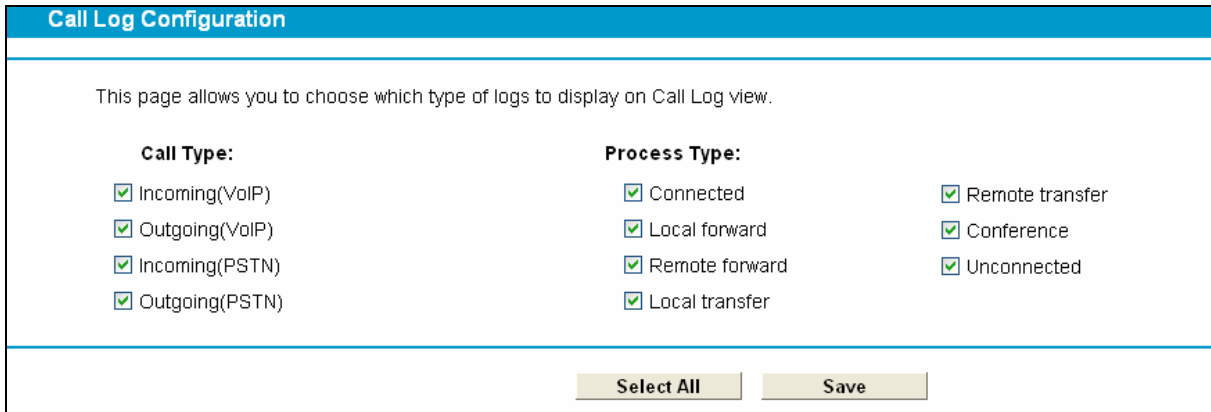 Call Log Configuration
This page allows you to choose which type of logs to display on Call Log view.
Call Type:
Incoming(VoIP)
Outgoing(VoIP)
Incoming(PSTN)
Outgoing(PSTN)
Process Type:
Connected
Local forward
Remote forward
Local transfer
Remote transfer
Conference
Unconnected
Select All
Save